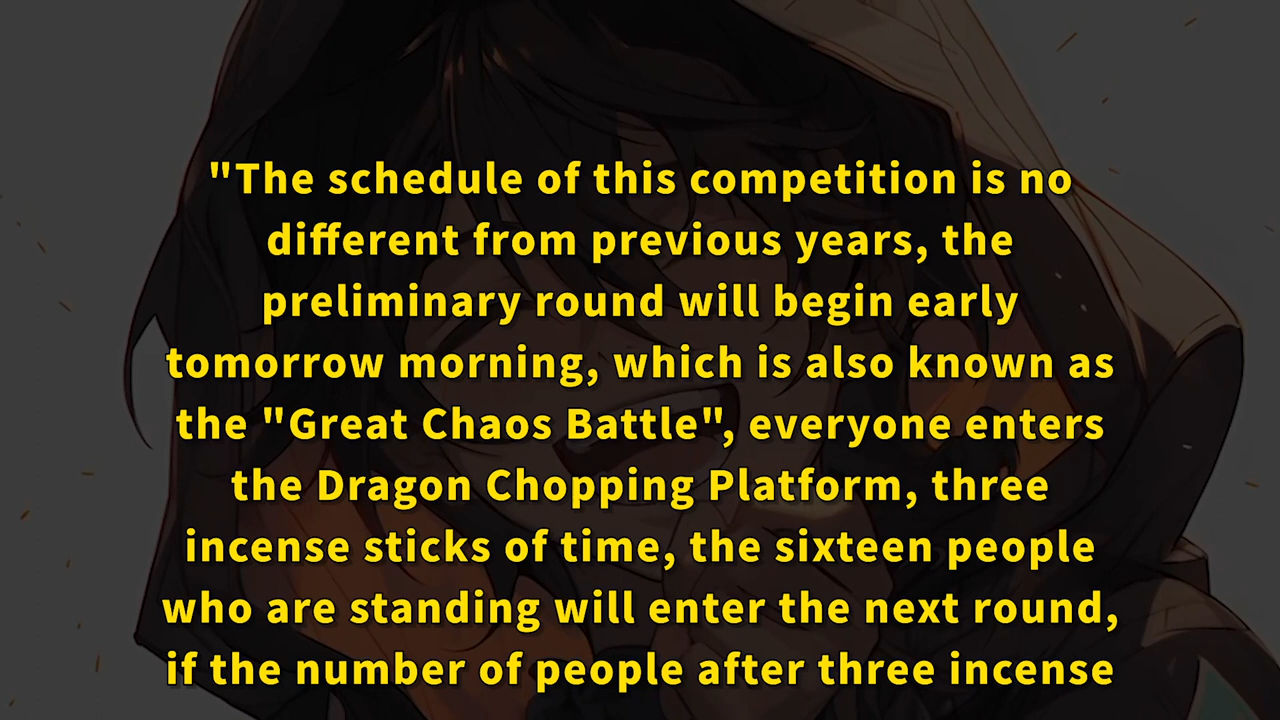 "The schedule of this competition is no
different from previous years, the
preliminary round will begin early
tomorrow morning, which is also known as
the "Great Chaos Battle", everyone enters
the Dragon Chopping Platform, three
incense sticks of time, the sixteen people
who are standing will enter the next round,
if the number of people after three incense